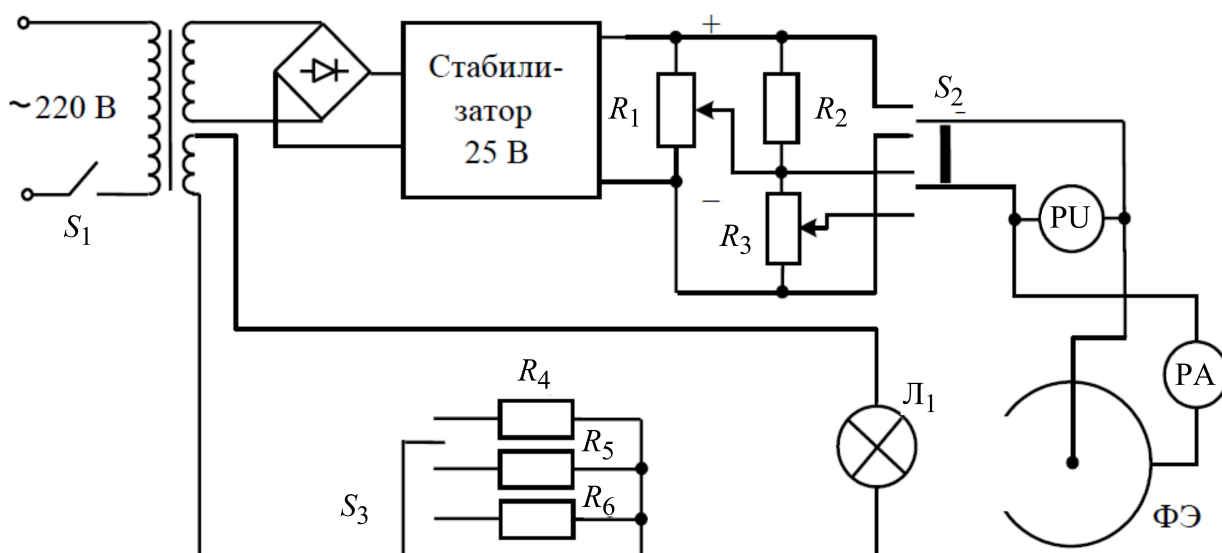 ~220 В
S1
Стабили-
затор
25 В
+
−
R1
R2
R3
S2
PU
PA
ФЭ
Л1
R4
R5
R6
S3